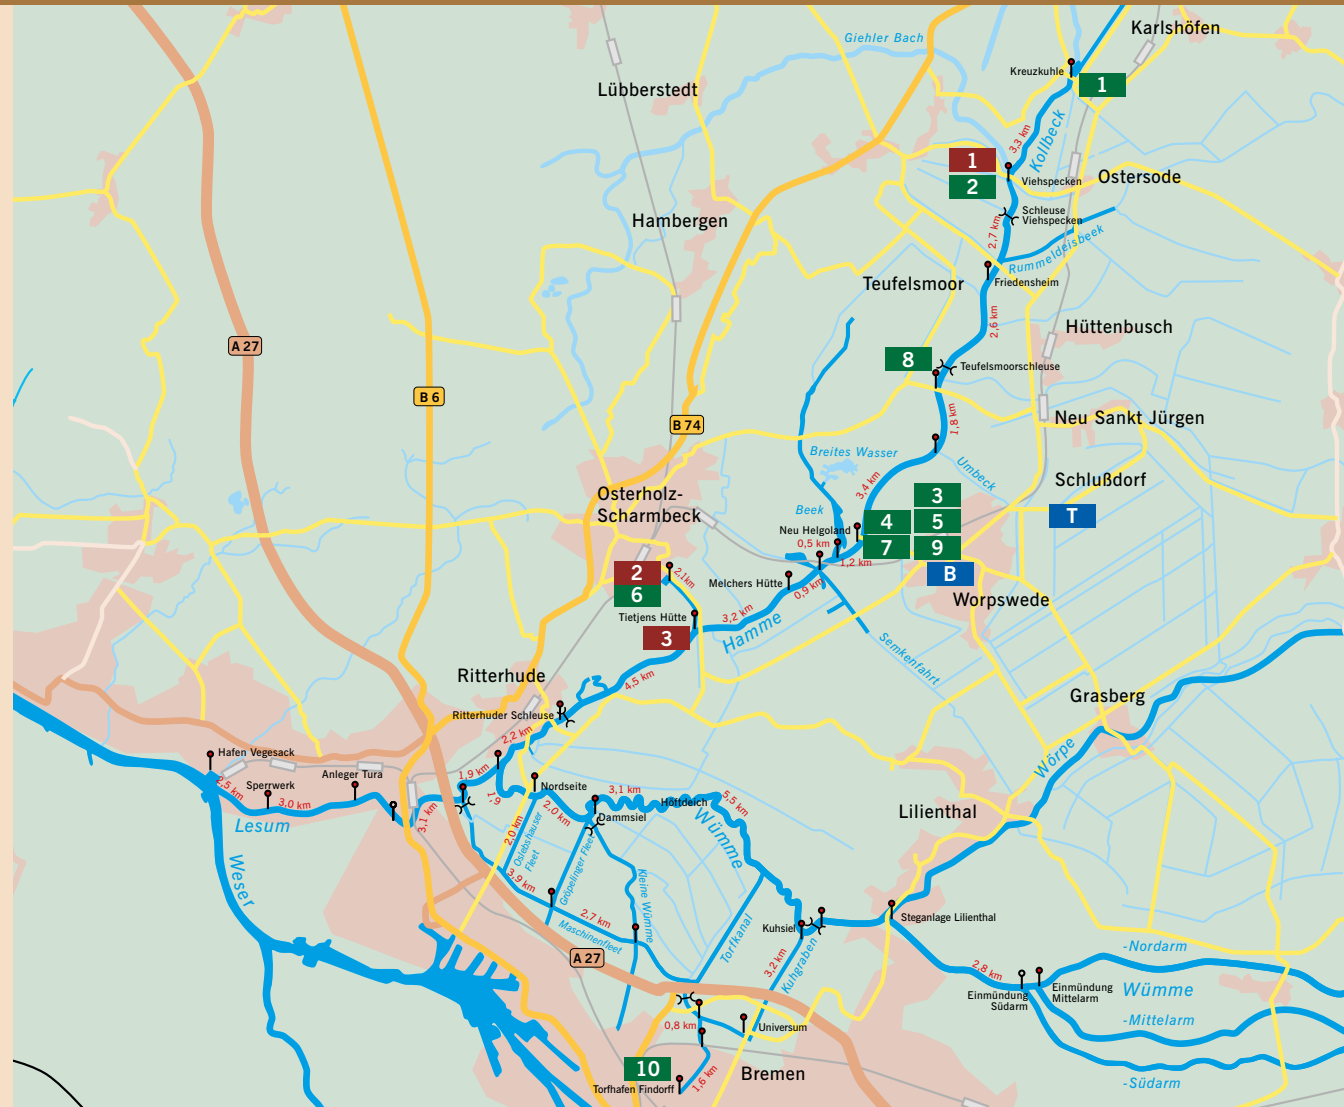 Karlshöfen
Giehler Bach
Kreuzkuhle
1
Lübberstedt
3,3 km
Kollbeck
1
2
Viehspecken
Ostersode
Hambergen
Schleuse
Viehspecken
2,7 km
Rummeldeisbeek
Teufelsmoor
Friedensheim
2,6 km
Hüttenbusch
A 27
8
Teufelsmoorschleuse
B 6
B 74
1,8 km
Neu Sankt Jürgen
Breites Wasser
Umbeck
Schlußdorf
3,4 km
Osterholz-
Scharmbeck
Beek
3
T
4
5
Neu Helgoland
0,5 km
7
9
1,2 km
2
2,1km
B
6
Melchers Hütte
0,9 km
Worpswede
Tietjens Hütte
3,2 km
3
Hamme
Semkenfahrt
Ritterhude
4,5 km
Grasberg
Ritterhuder Schleuse
2,2 km
Wörpe
Hafen Vegesack
1,9 km
Anleger Tura
2,5 km
Sperrwerk
Nordseite
3,1 km
1,9
3,0 km
2,0 km
Höftdeich
5,5 km
Lilienthal
Lesum
3,1 km
Dammsiel
Wümme
2,0 km
Oslebshauser
Fleet
Gröpelinger Fleet
Weser
3,9 km
Kleine Wümme
2,7 km
Steganlage Lilienthal
Maschinenfleet
Torfkanal
Kuhsiel
A 27
3,2 km
Kuhgraben
2,8 km
-Nordarm
Einmündung
Südarm
Einmündung
Mittelarm
Wümme
-Mittelarm
0,8 km
Universum
10
Bremen
1,6 km
Torfhafen Findorff
-Südarm